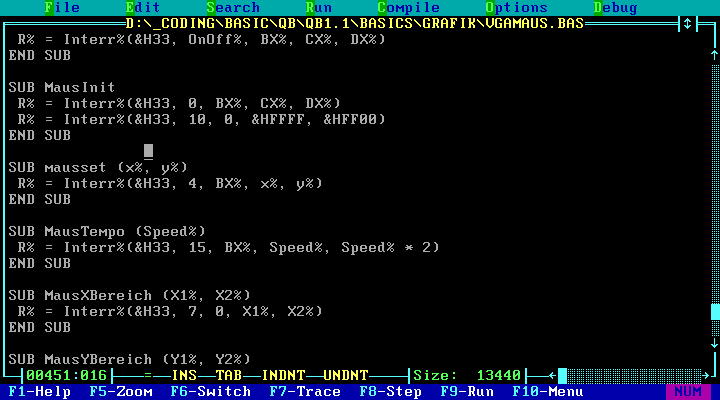 File Edit Search Run Compile Options Debug
D:\_CODING\BASIC\QB\QB1.1\BASICS\GRAFIK\VGAMAUS.BAS
R% = Interr%(&H33, OnOff%, BX%, CX%, DX%)
END SUB
SUB MausInit
R% = Interr%(&H33, 0, BX%, CX%, DX%)
R% = Interr%(&H33, 10, 0, &HFFFF, &HFF00)
END SUB
SUB mausset (x%, y%)
R% = Interr%(&H33, 4, BX%, x%, y%)
END SUB
SUB MausTempo (Speed%)
R% = Interr%(&H33, 15, BX%, Speed%, Speed% * 2)
END SUB
SUB MausXBereich (X1%, X2%)
R% = Interr%(&H33, 7, 0, X1%, X2%)
END SUB
SUB MausYBereich (Y1%, Y2%)
00451:016 = INS TAB INDNT UNDNT Size: 13440
F1-Help F5-Zoom F6-Switch F7-Trace F8-Step F9-Run F10-Menu NUM